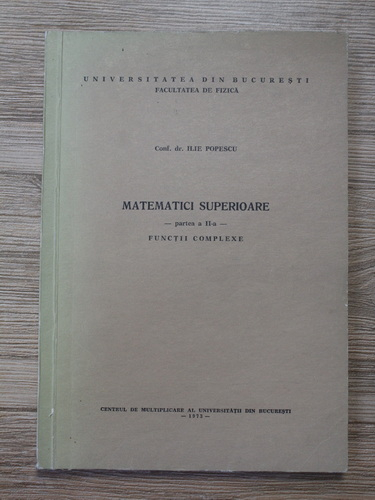 UNIVERSITATEA DIN BUCUREȘTI
FACULTATEA DE FIZICĂ
Conf. dr. ILIE POPESCU
MATEMATICI SUPERIOARE
— partea a II-a —
FUNCȚII COMPLEXE
CENTRUL DE MULTIPLICARE AL UNIVERSITĂȚII DIN BUCUREȘTI